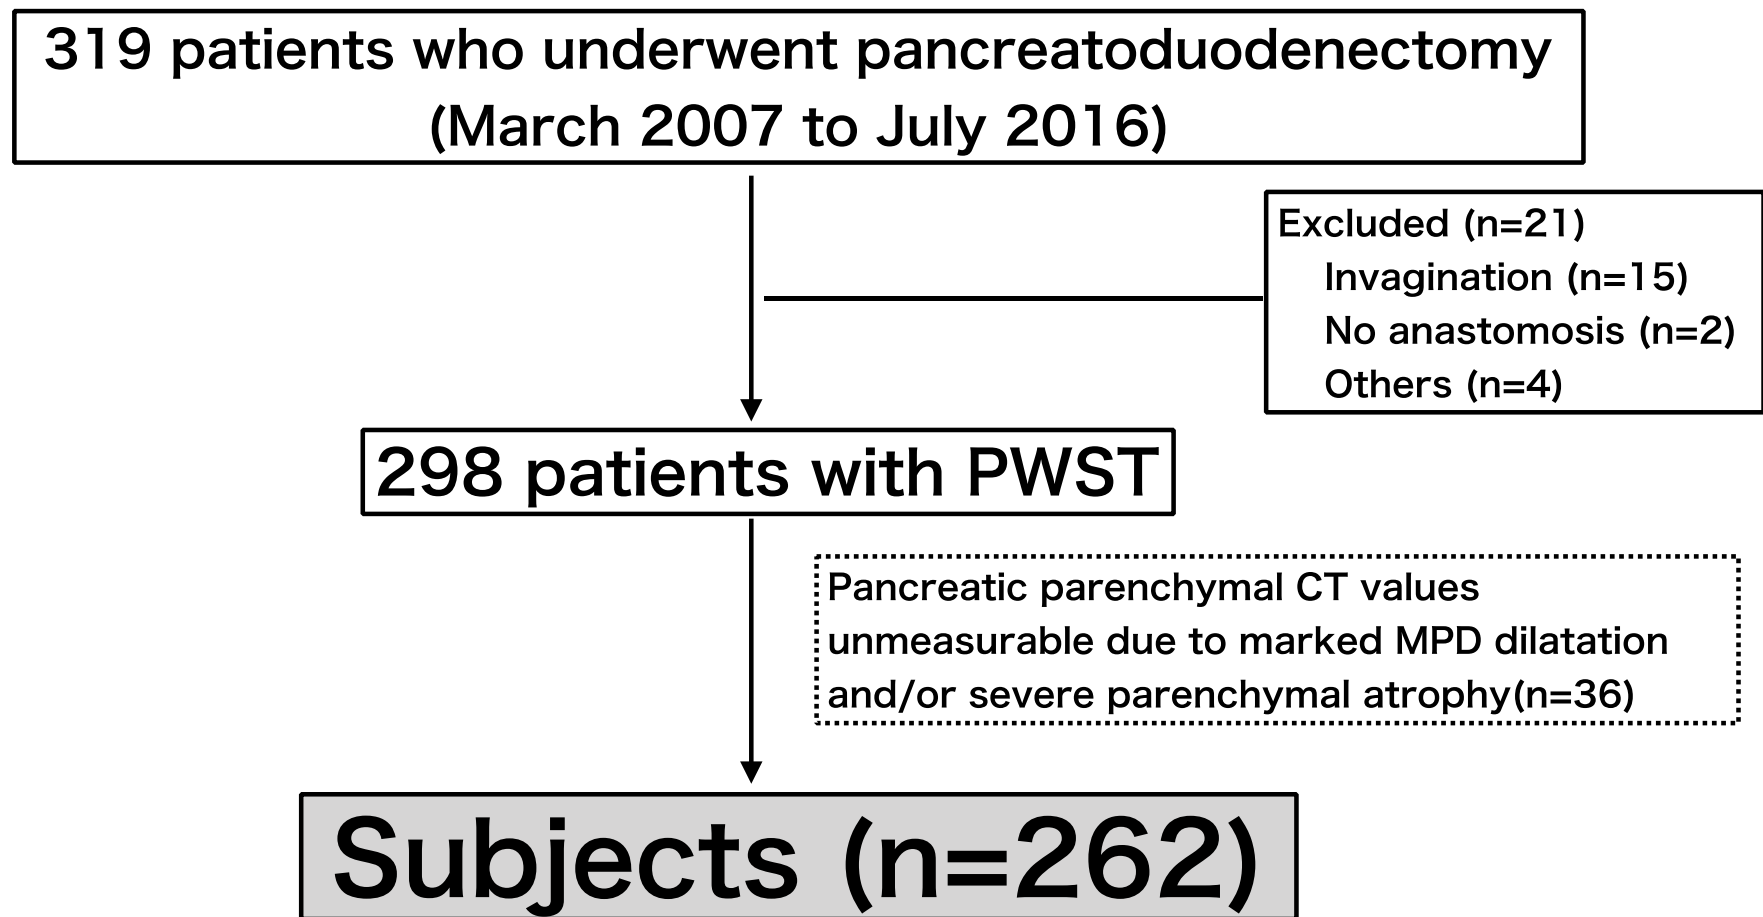 319 patients who underwent pancreatoduodenectomy
(March 2007 to July 2016)
Excluded (n=21)
Invagination (n=15)
No anastomosis (n=2)
Others (n=4)
298 patients with PWST
Pancreatic parenchymal CT values
unmeasurable due to marked MPD dilatation
and/or severe parenchymal atrophy(n=36)
Subjects (n=262)